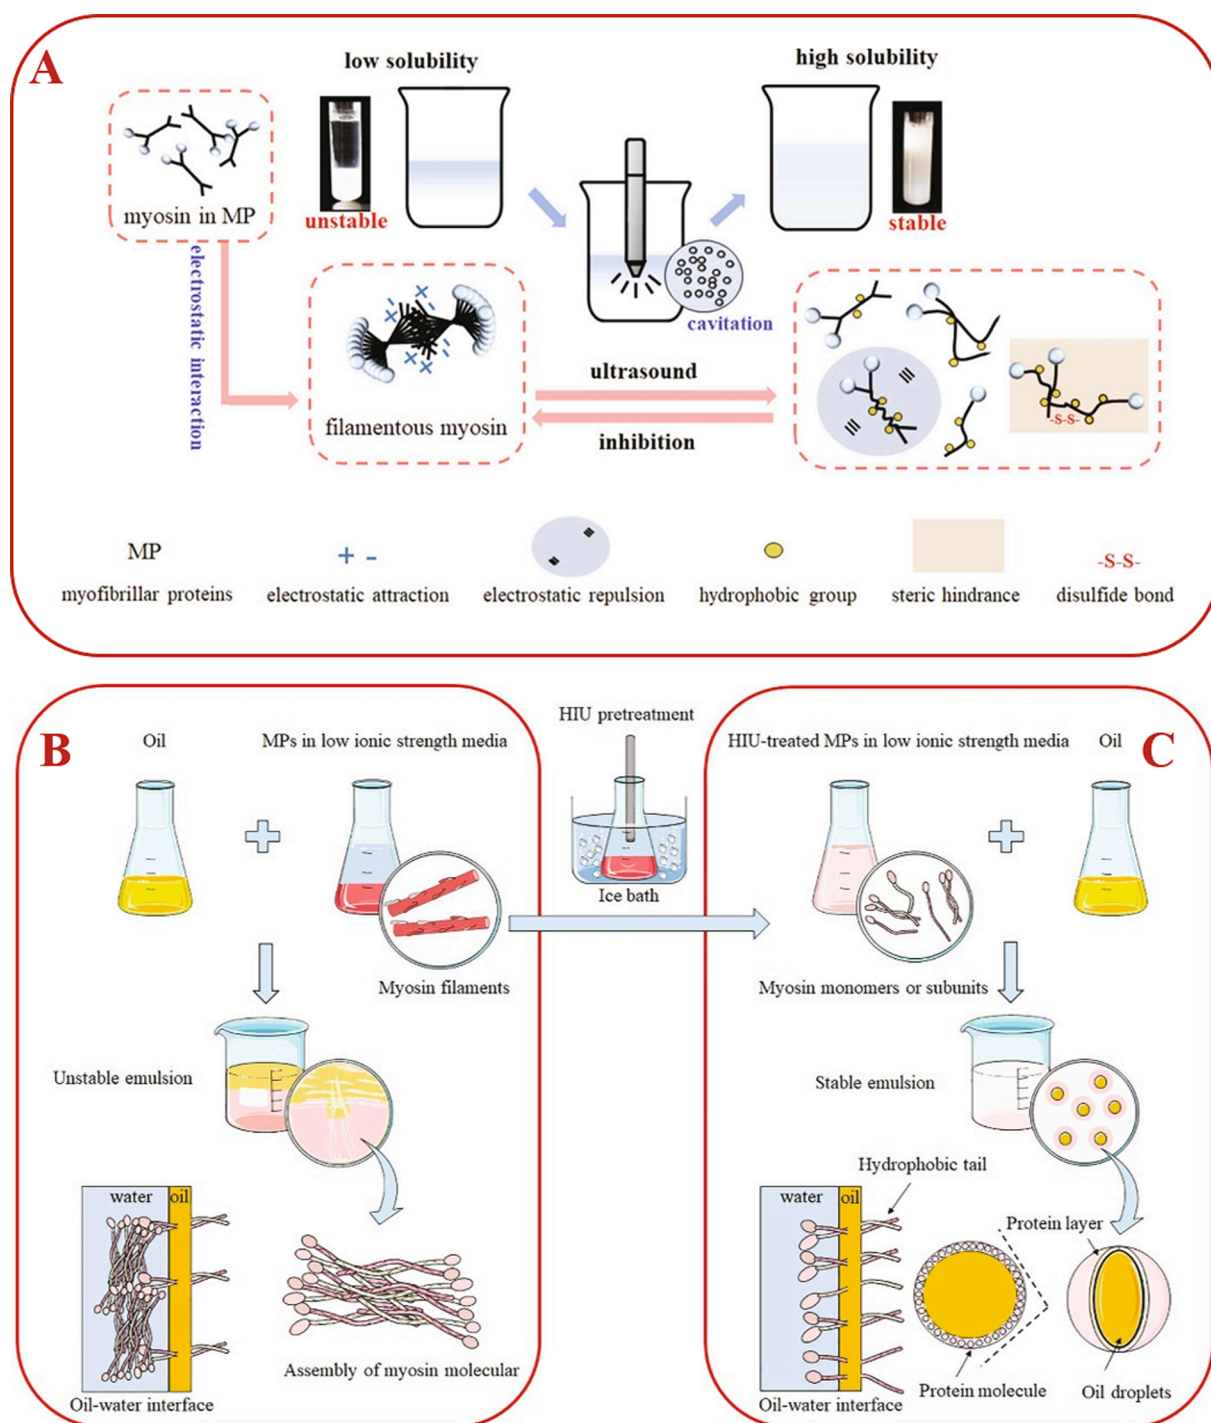 A
low solubility
high solubility
myosin in MP
unstable
stable
electrostatic interaction
cavitation
filamentous myosin
ultrasound
inhibition
-S-S-
MP
+ -
-S-S-
myofibrillar proteins
electrostatic attraction
electrostatic repulsion
hydrophobic group
steric hindrance
disulfide bond
B
Oil
MPs in low ionic strength media
Myosin filaments
Unstable emulsion
water
oil
Assembly of myosin molecular
Oil-water interface
HIU pretreatment
Ice bath
C
HIU-treated MPs in low ionic strength media
Oil
Myosin monomers or subunits
Stable emulsion
Hydrophobic tail
water
oil
Protein layer
Protein molecule
Oil droplets
Oil-water interface